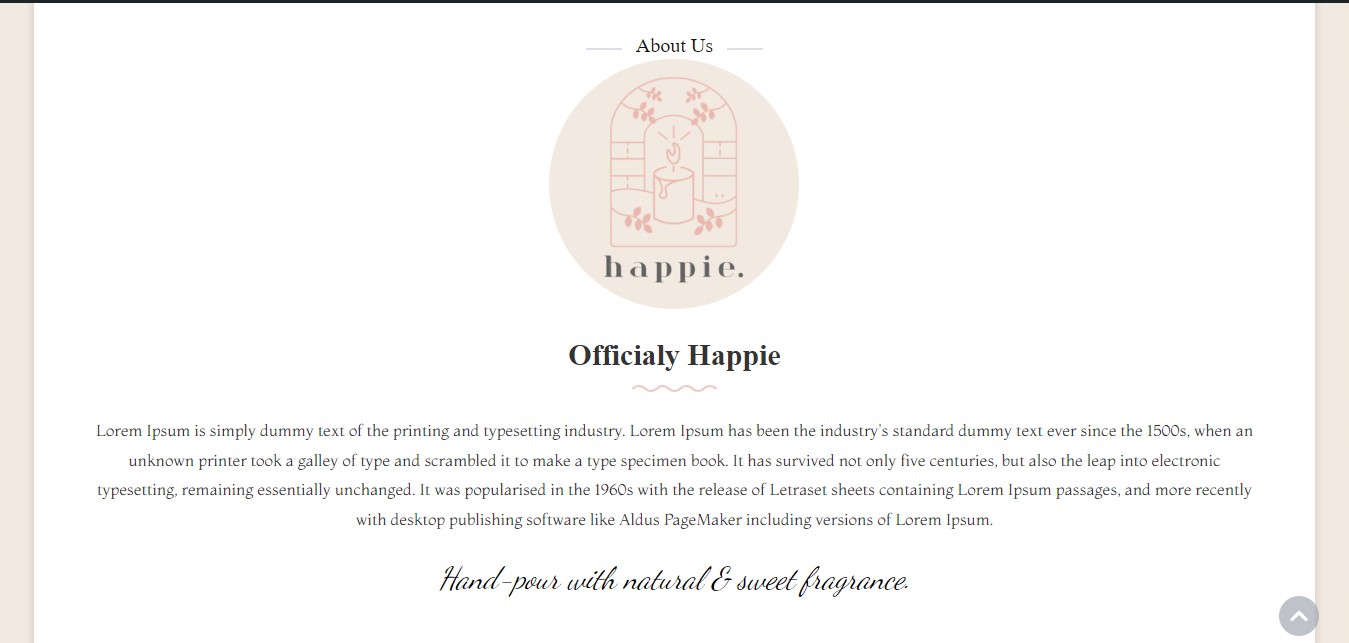 About Us
happie.
Officialy Happie
Lorem Ipsum is simply dummy text of the printing and typesetting industry. Lorem Ipsum has been the industry's standard dummy text ever since the 1500s, when an
unknown printer took a galley of type and scrambled it to make a type specimen book. It has survived not only five centuries, but also the leap into electronic
typesetting, remaining essentially unchanged. It was popularised in the 1960s with the release of Letraset sheets containing Lorem Ipsum passages, and more recently
with desktop publishing software like Aldus PageMaker including versions of Lorem Ipsum.
Hand-pour with natural & sweet fragrance.